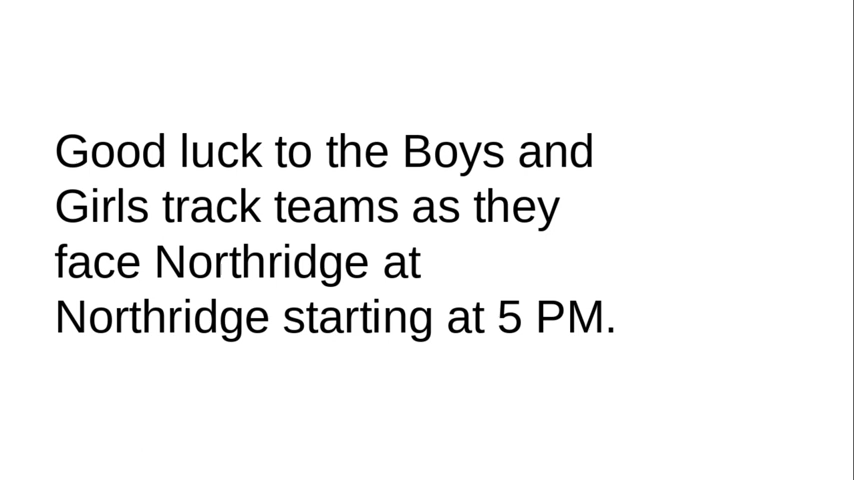 Good luck to the Boys and
Girls track teams as they
face Northridge at
Northridge starting at 5 PM.